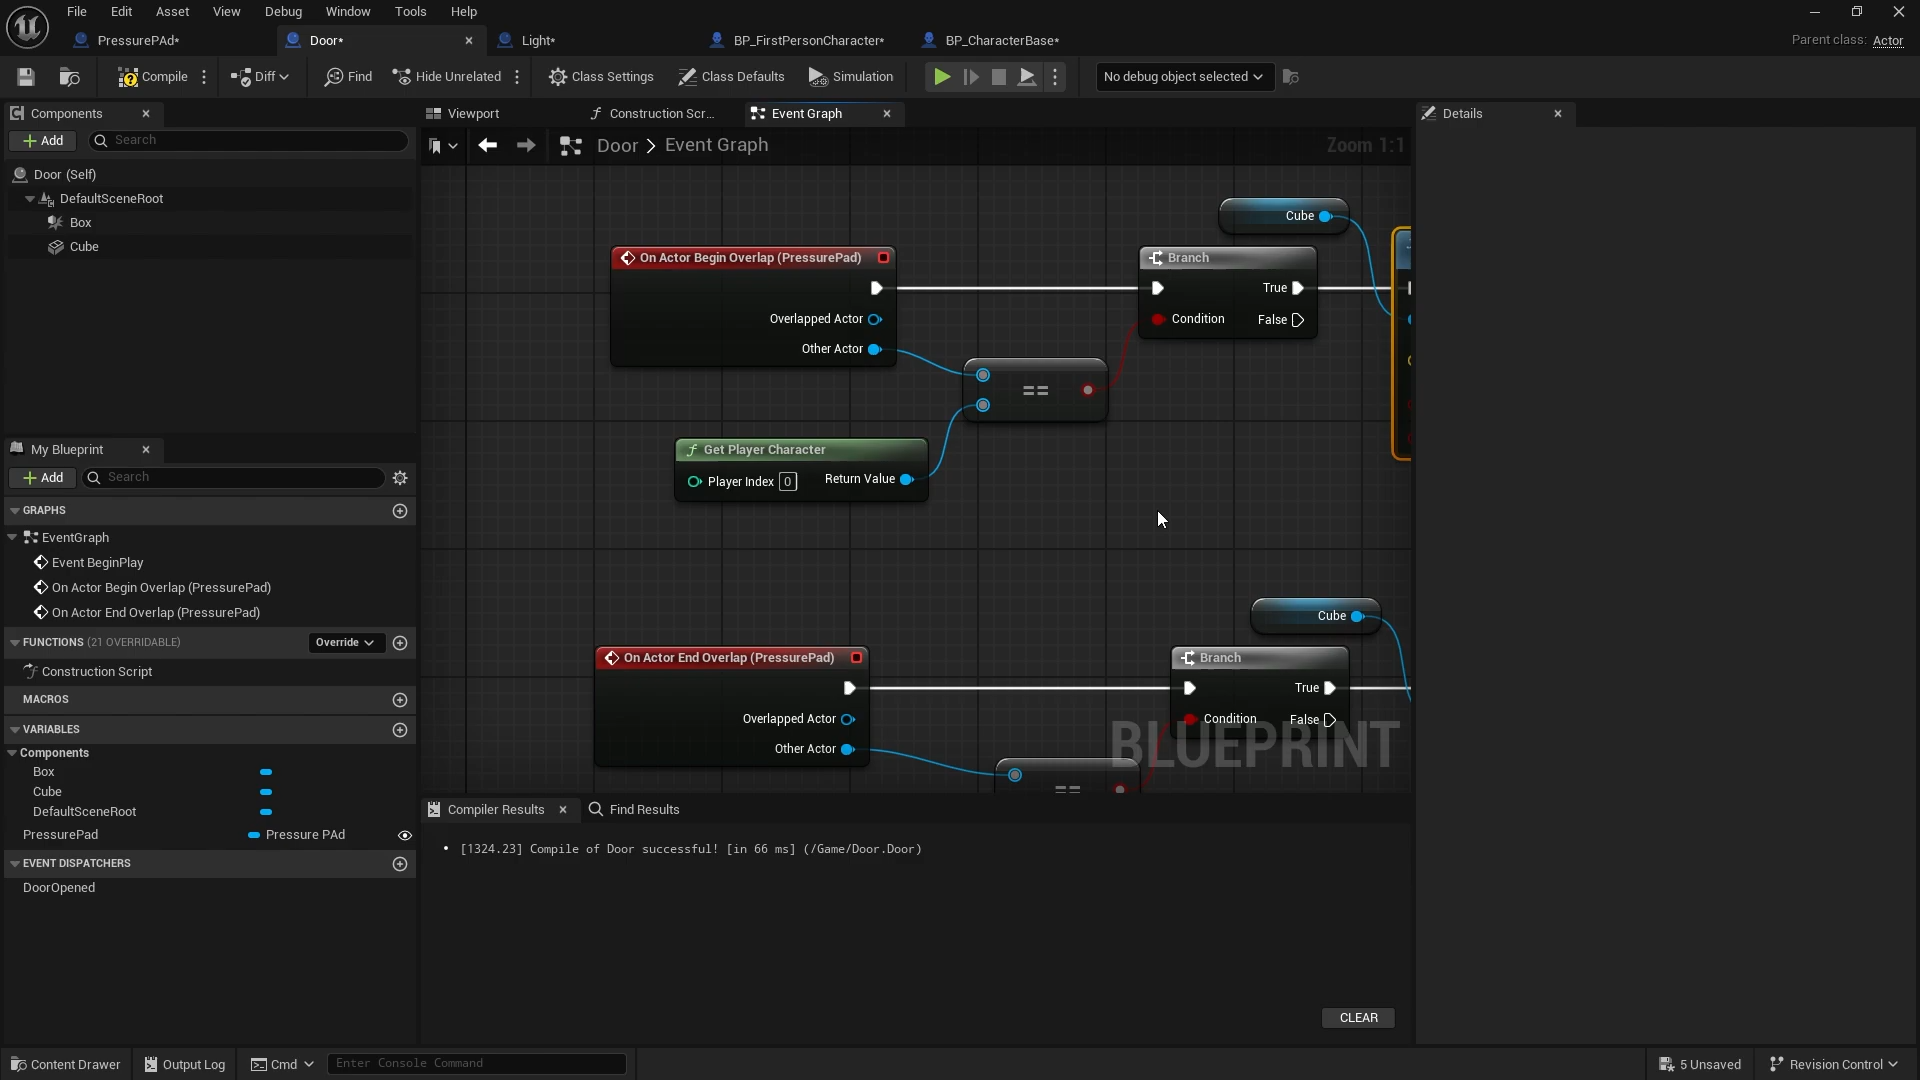 File Edit Asset View Debug Window Tools Help
PressurePAd* Door* Light* BP_FirstPersonCharacter* BP_CharacterBase* Parent class: Actor
Compile Diff Find Hide Unrelated Class Settings Class Defaults Simulation No debug object selected
Components Viewport Construction Scr... Event Graph Details
Add Search
Door > Event Graph Zoom 1:1
Door (Self)
DefaultSceneRoot
Box
Cube
Cube
On Actor Begin Overlap (PressurePad)
Overlapped Actor
Other Actor
Branch
True
Condition False
==
Get Player Character
Player Index 0 Return Value
My Blueprint
Add Search
GRAPHS
EventGraph
Event BeginPlay
On Actor Begin Overlap (PressurePad)
On Actor End Overlap (PressurePad)
FUNCTIONS (21 OVERRIDABLE) Override
Construction Script
MACROS
VARIABLES
Components
Box
Cube
DefaultSceneRoot
PressurePad Pressure PAd
EVENT DISPATCHERS
DoorOpened
Cube
On Actor End Overlap (PressurePad)
Overlapped Actor
Other Actor
Branch
True
Condition False
==
BLUEPRINT
Compiler Results Find Results
• [1324.23] Compile of Door successful! [in 66 ms] (/Game/Door.Door)
CLEAR
Content Drawer Output Log Cmd Enter Console Command 5 Unsaved Revision Control